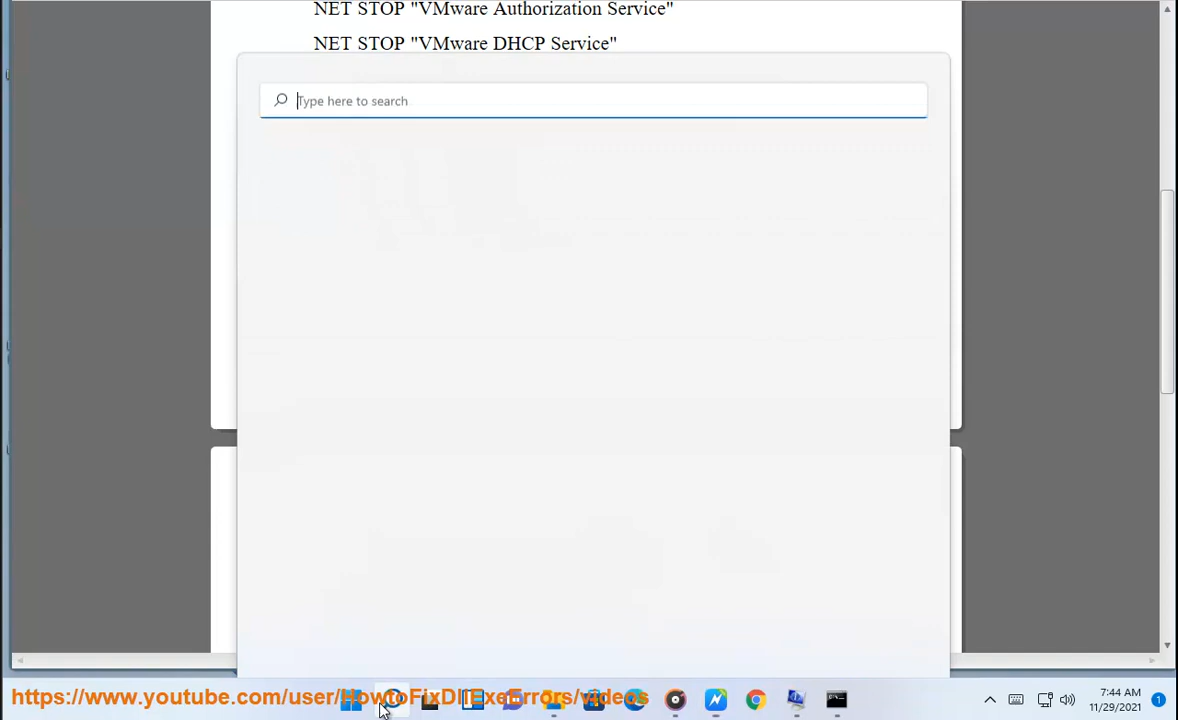 NET STOP "VMware Authorization Service"
NET STOP "VMware DHCP Service"
Type here to search
https://www.youtube.com/user/HowtoFixDllExeErrors/videos
7:44 AM
11/29/2021
1